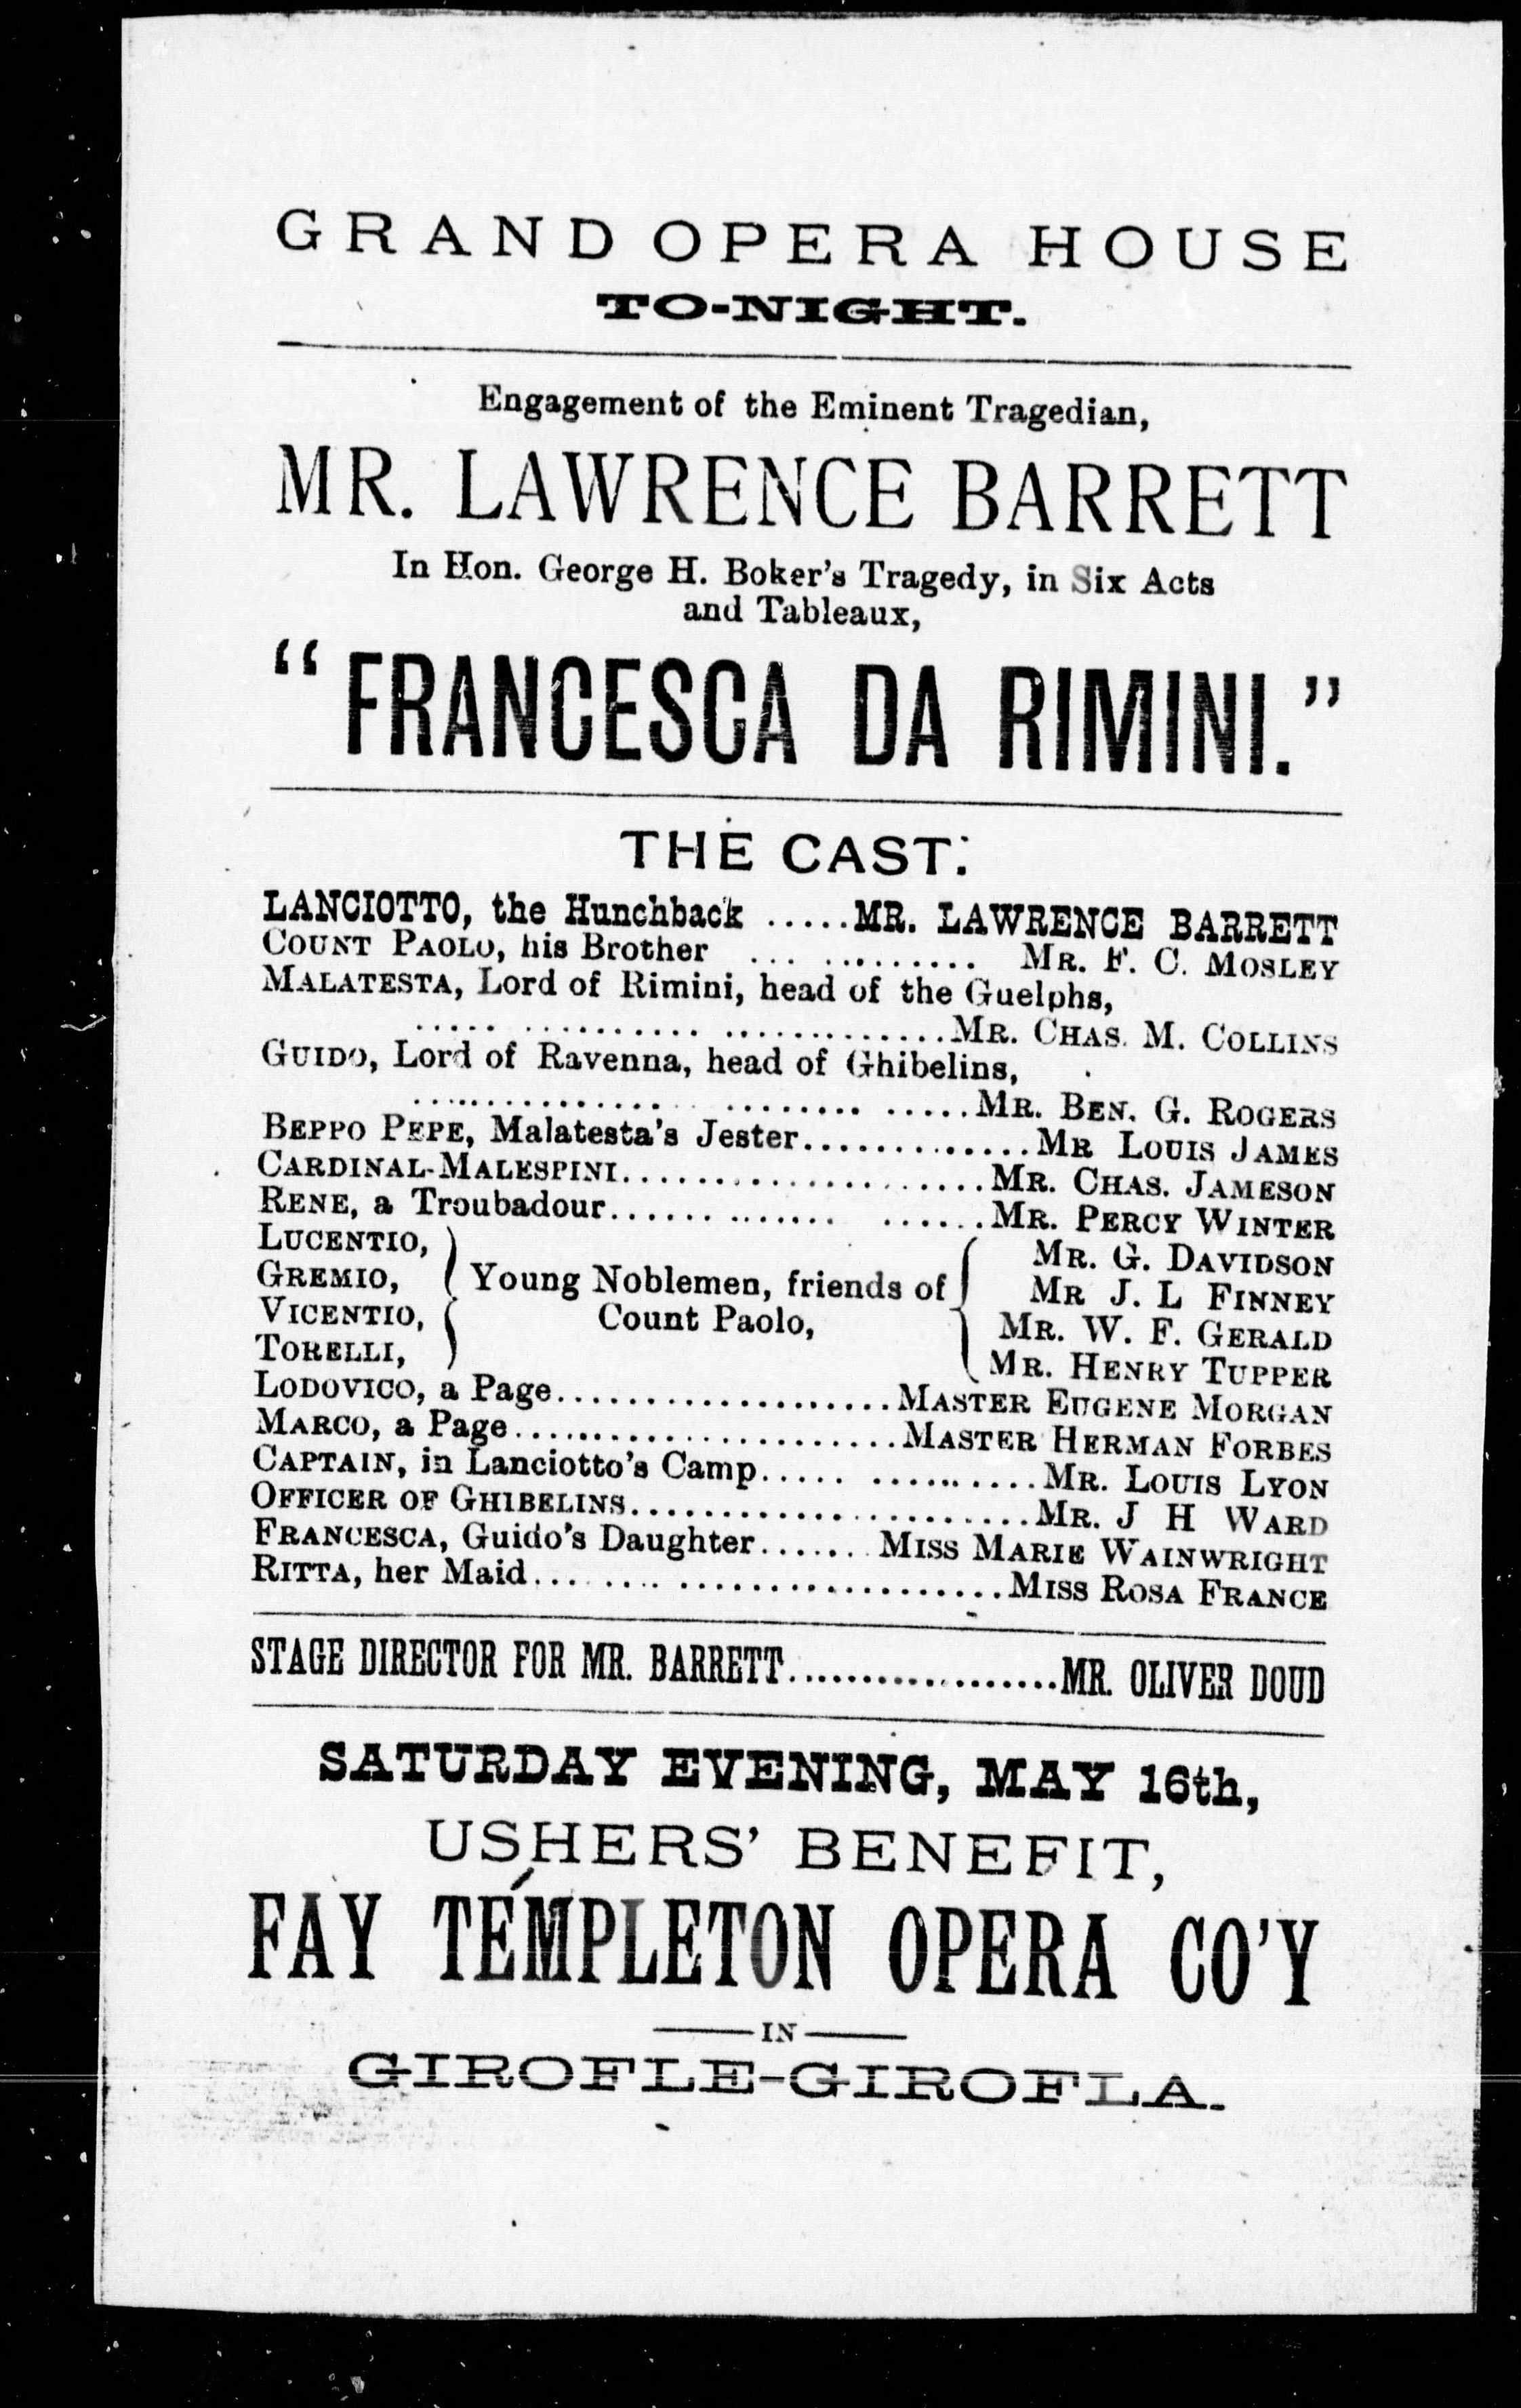 GRAND OPERA HOUSE
TO-NIGHT.
Engagement of the Eminent Tragedian,
MR. LAWRENCE BARRETT
In Hon. George H. Boker's Tragedy, in Six Acts
and Tableaux,
"FRANCESCA DA RIMINI."
THE CAST:
LANCIOTTO, the Hunchback .....MR. LAWRENCE BARRETT
COUNT PAOLO, his Brother ... .......... MR. F. C. MOSLEY
MALATESTA, Lord of Rimini, head of the Guelphs,
..... .......... ..............MR. CHAS. M. COLLINS
GUIDO, Lord of Ravenna, head of Ghibelins,
................ ........ .....MR. BEN. G. ROGERS
BEPPO PEPE, Malatesta's Jester..............MR LOUIS JAMES
CARDINAL-MALESPINI......................MR. CHAS. JAMESON
RENE, a Troubadour.............. ......MR. PERCY WINTER
LUCENTIO, MR. G. DAVIDSON
GREMIO, Young Noblemen, friends of MR J. L FINNEY
VICENTIO, Count Paolo, MR. W. F. GERALD
TORELLI, MR. HENRY TUPPER
LODOVICO, a Page....................MASTER EUGENE MORGAN
MARCO, a Page.......................MASTER HERMAN FORBES
CAPTAIN, in Lanciotto's Camp..... ..........MR. LOUIS LYON
OFFICER OF GHIBELINS........................MR. J H WARD
FRANCESCA, Guido's Daughter.......MISS MARIE WAINWRIGHT
RITTA, her Maid....... ....................MISS ROSA FRANCE
STAGE DIRECTOR FOR MR. BARRETT...................MR. OLIVER DOUD
SATURDAY EVENING, MAY 16th,
USHERS' BENEFIT,
FAY TEMPLETON OPERA CO'Y
IN
GIROFLE-GIROFLA.